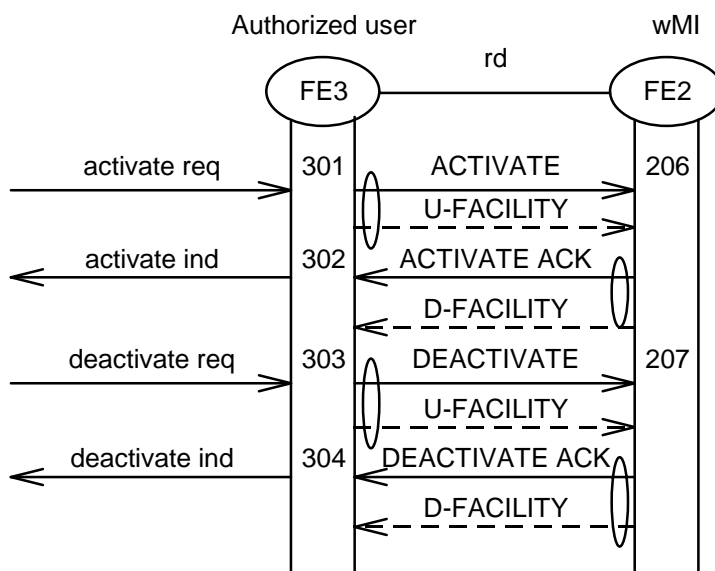 Authorized user wMI
rd
FE3 FE2
activate req 301 ACTIVATE 206
U-FACILITY
activate ind 302 ACTIVATE ACK
D-FACILITY
deactivate req 303 DEACTIVATE 207
U-FACILITY
deactivate ind 304 DEACTIVATE ACK
D-FACILITY